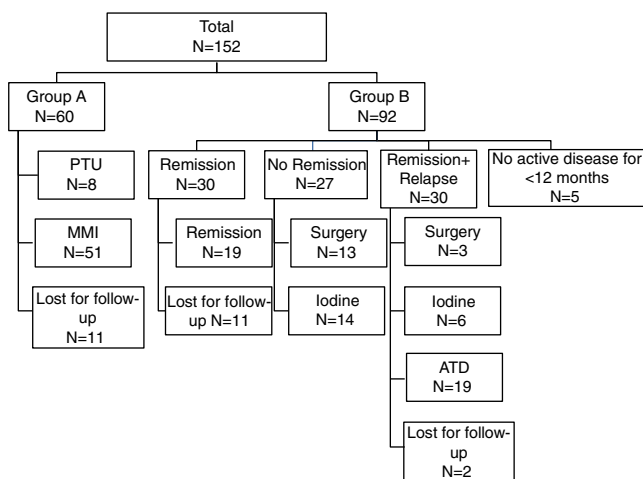 Total
N=152
Group A
N=60
Group B
N=92
PTU
N=8
MMI
N=51
Lost for follow-
up
N=11
Remission
N=30
Remission
N=19
Lost for follow-
up N=11
No Remission
N=27
Surgery
N=13
Iodine
N=14
Remission+
Relapse
N=30
Surgery
N=3
Iodine
N=6
ATD
N=19
Lost for follow-
up
N=2
No active disease for
<12 months
N=5